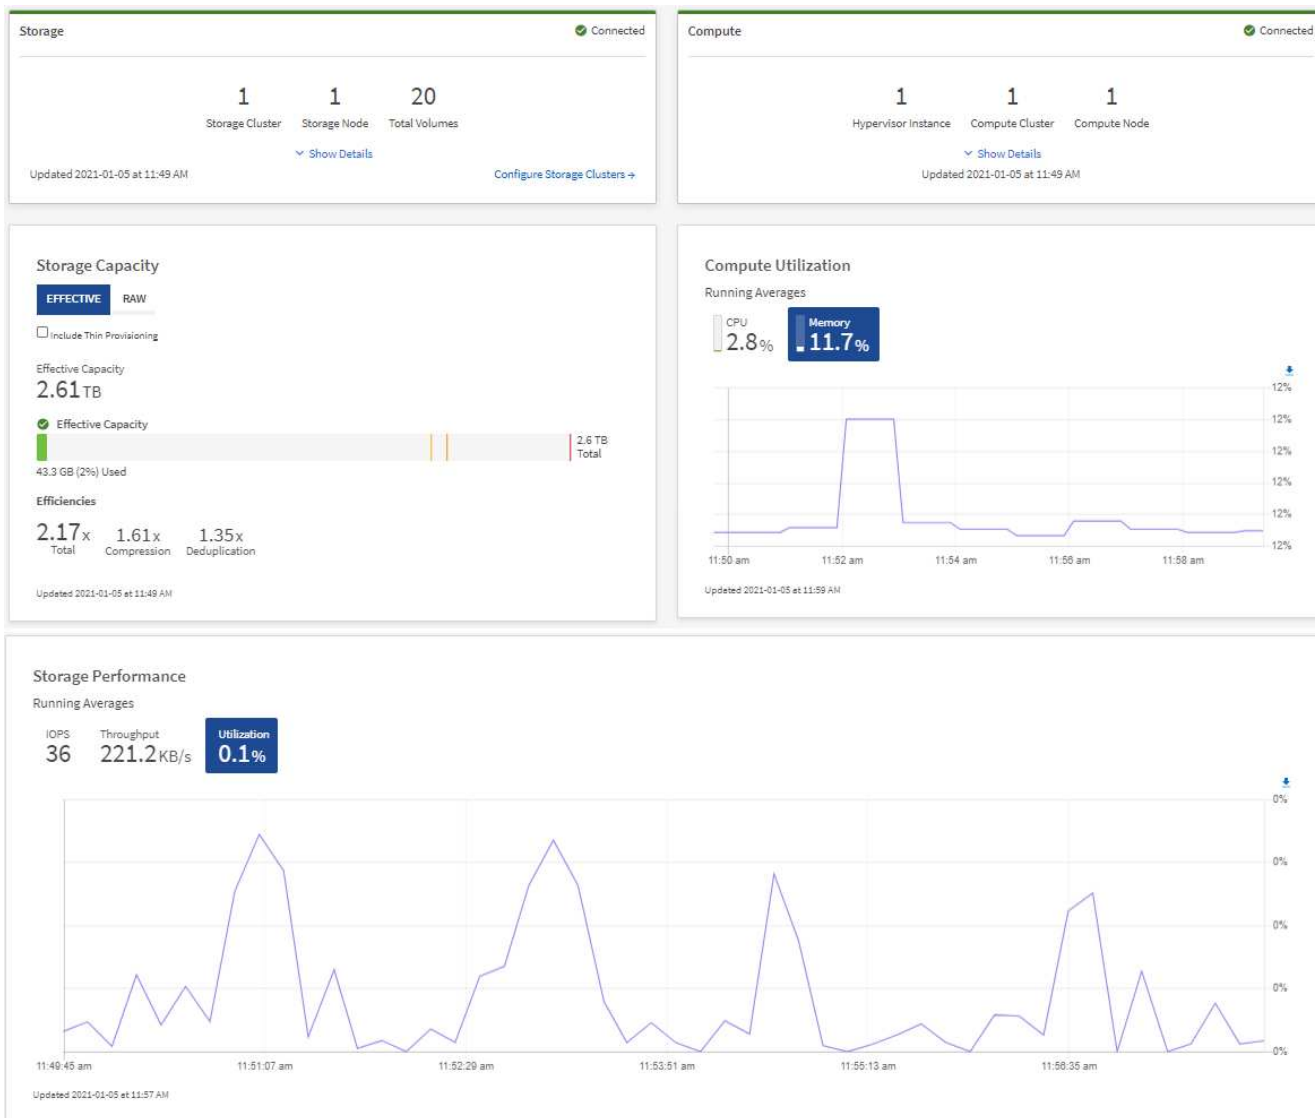 Storage
Connected
1 1 20
Storage Cluster Storage Node Total Volumes
Show Details
Updated 2021-01-05 at 11:49 AM
Configure Storage Clusters →
Compute
Connected
1 1 1
Hypervisor Instance Compute Cluster Compute Node
Show Details
Updated 2021-01-05 at 11:49 AM
Storage Capacity
EFFECTIVE RAW
Include Thin Provisioning
Effective Capacity
2.61 TB
Effective Capacity
2.6 TB
Total
43.3 GB (2%) Used
Efficiencies
2.17x 1.61x 1.35x
Total Compression Deduplication
Updated 2021-01-05 at 11:49 AM
Compute Utilization
Running Averages
CPU
2.8%
Memory
11.7%
12%
12%
12%
12%
12%
12%
11:50 am 11:52 am 11:54 am 11:56 am 11:58 am
Updated 2021-01-05 at 11:59 AM
Storage Performance
Running Averages
IOPS
36
Throughput
221.2 KB/s
Utilization
0.1%
0%
0%
0%
0%
0%
11:49:45 am 11:51:07 am 11:52:29 am 11:53:51 am 11:55:13 am 11:56:35 am
Updated 2021-01-05 at 11:57 AM